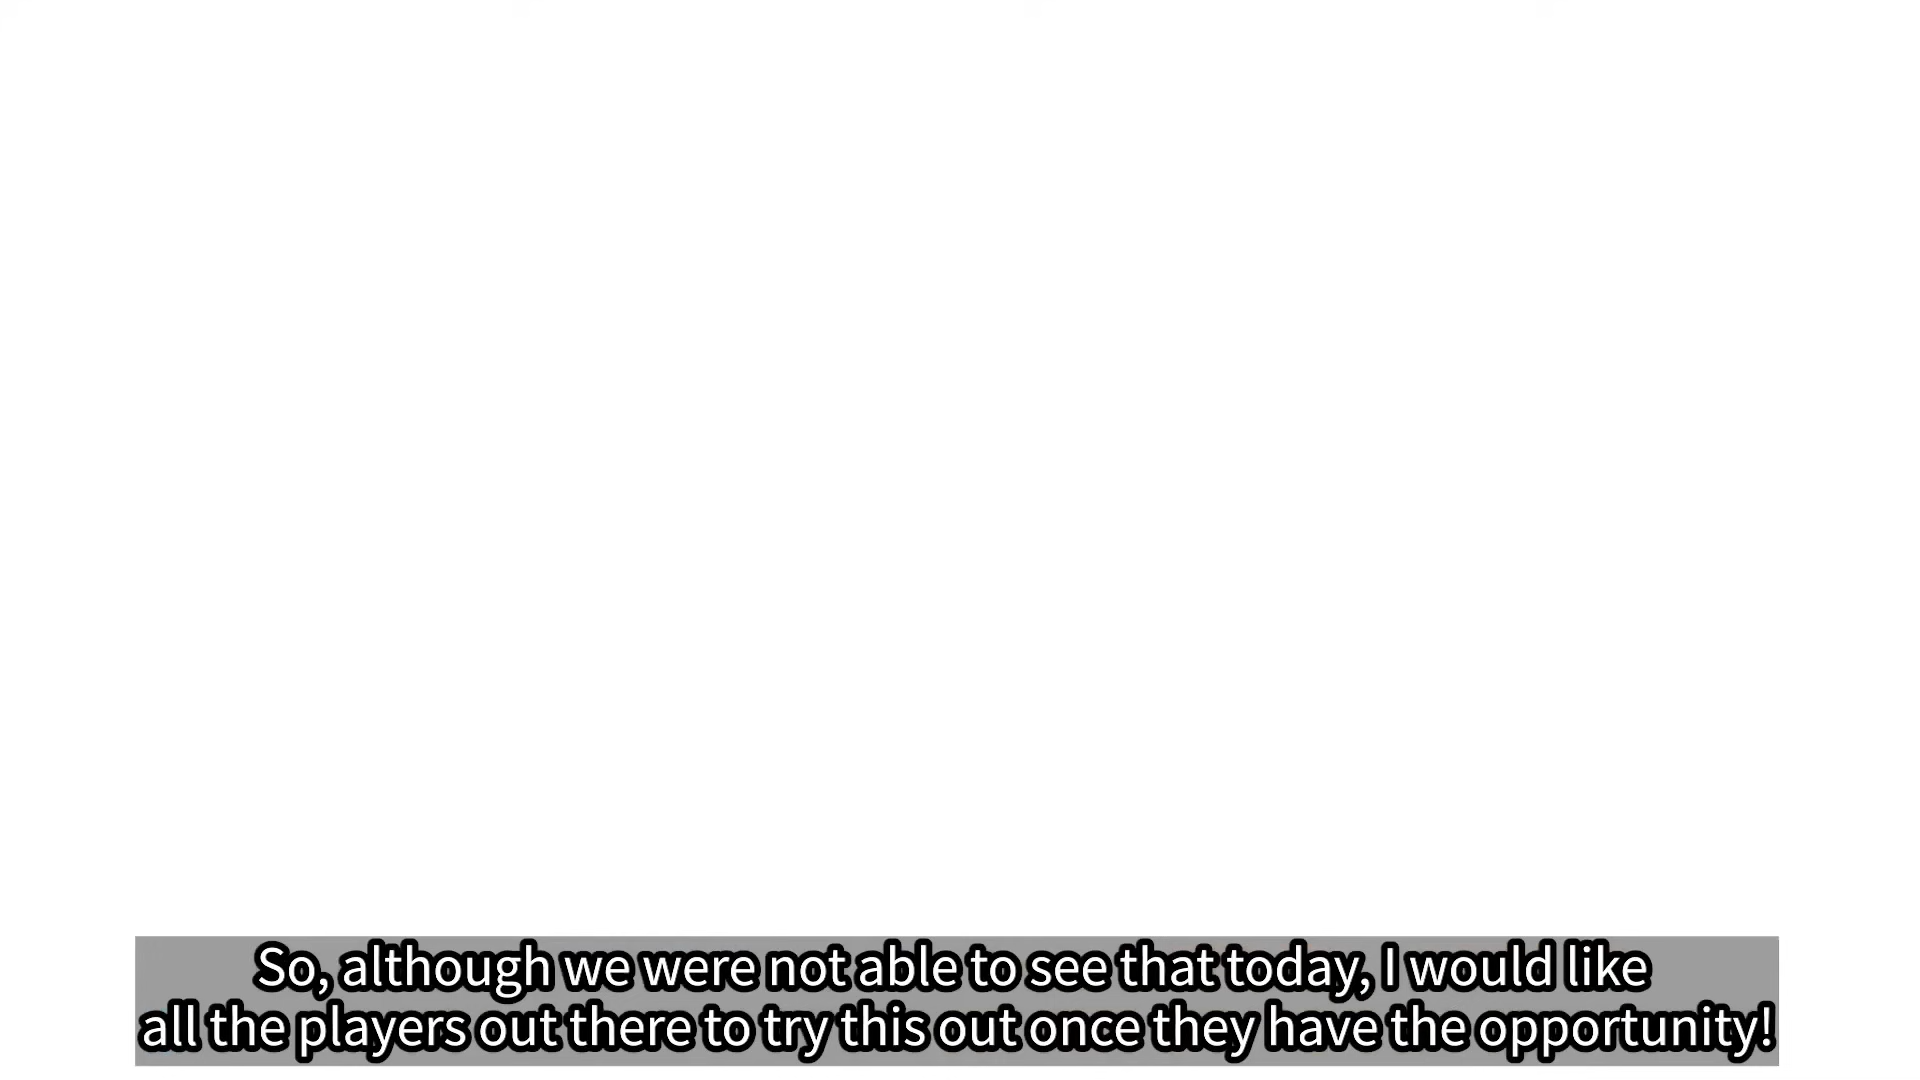 So, although we were not able to see that today, I would like
all the players out there to try this out once they have the opportunity!